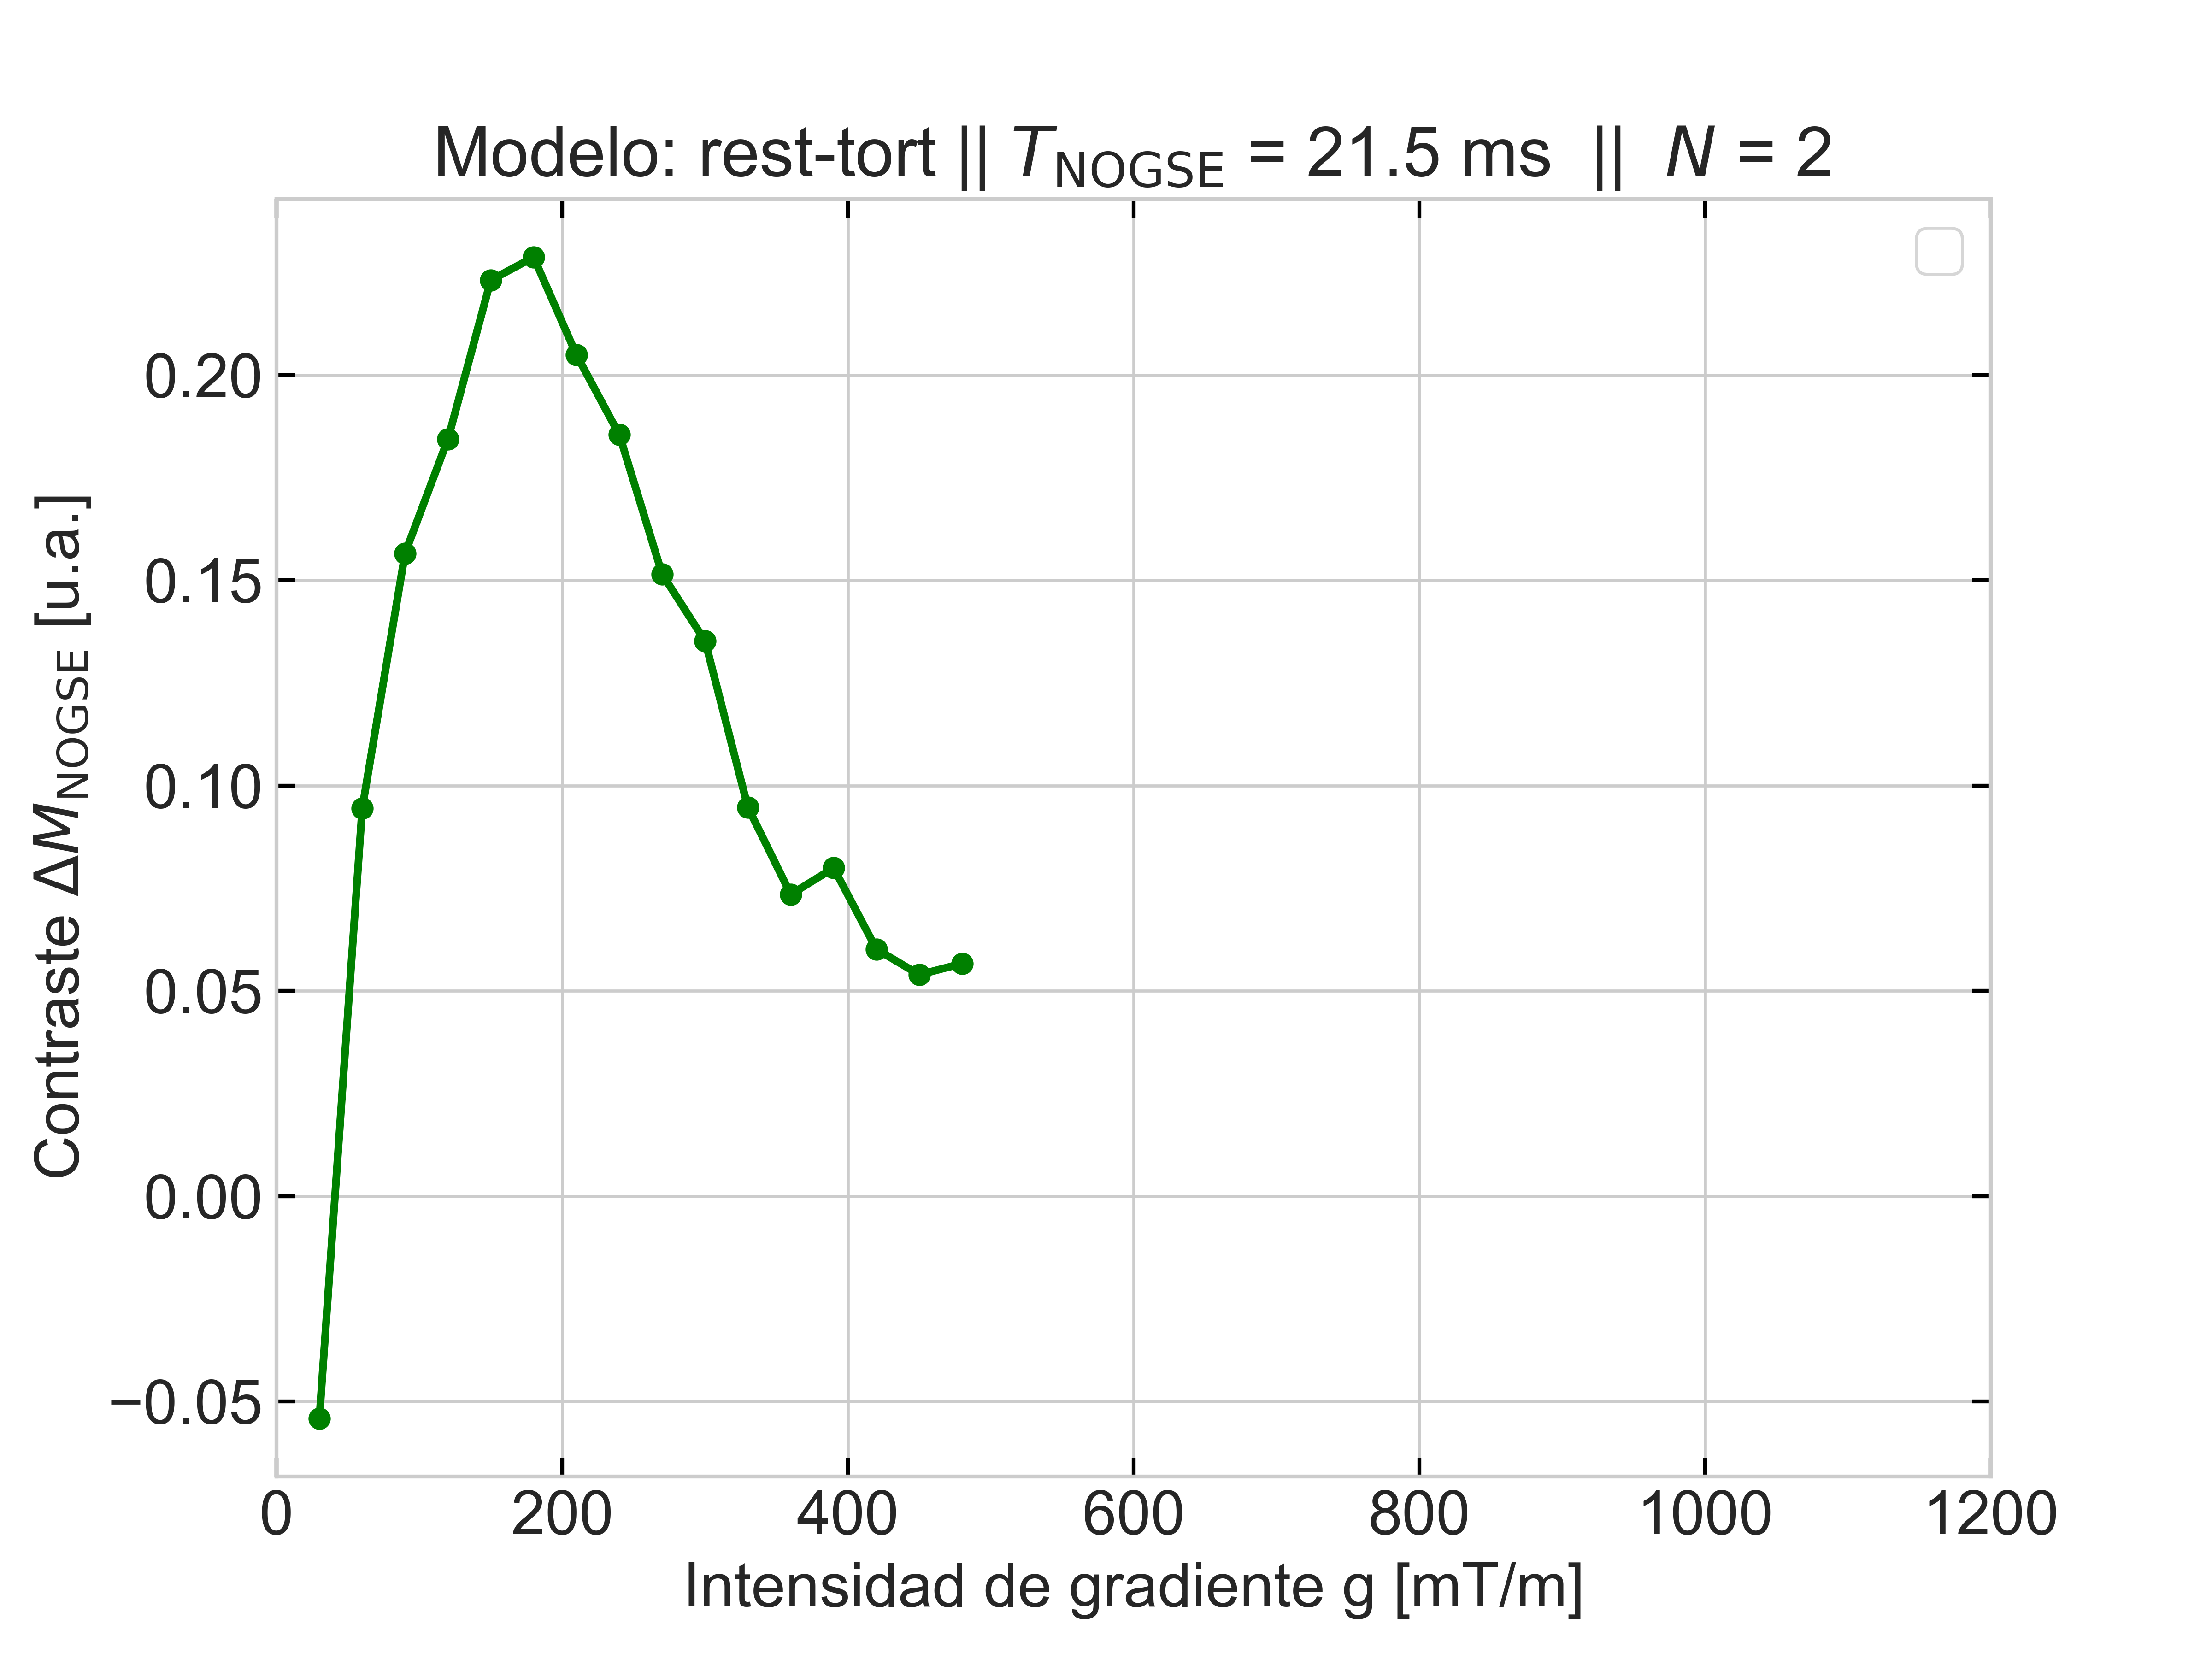 Modelo: rest-tort || T_NOGSE = 21.5 ms || N = 2
Contraste ΔM_NOGSE [u.a.]
0.20
0.15
0.10
0.05
0.00
−0.05
0 200 400 600 800 1000 1200
Intensidad de gradiente g [mT/m]